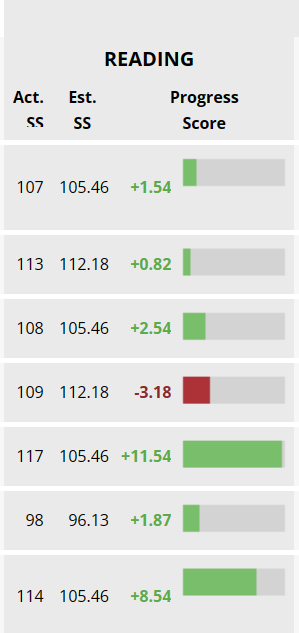 READING
Act. Est. Progress
SS SS Score
107 105.46 +1.54
113 112.18 +0.82
108 105.46 +2.54
109 112.18 -3.18
117 105.46 +11.54
98 96.13 +1.87
114 105.46 +8.54